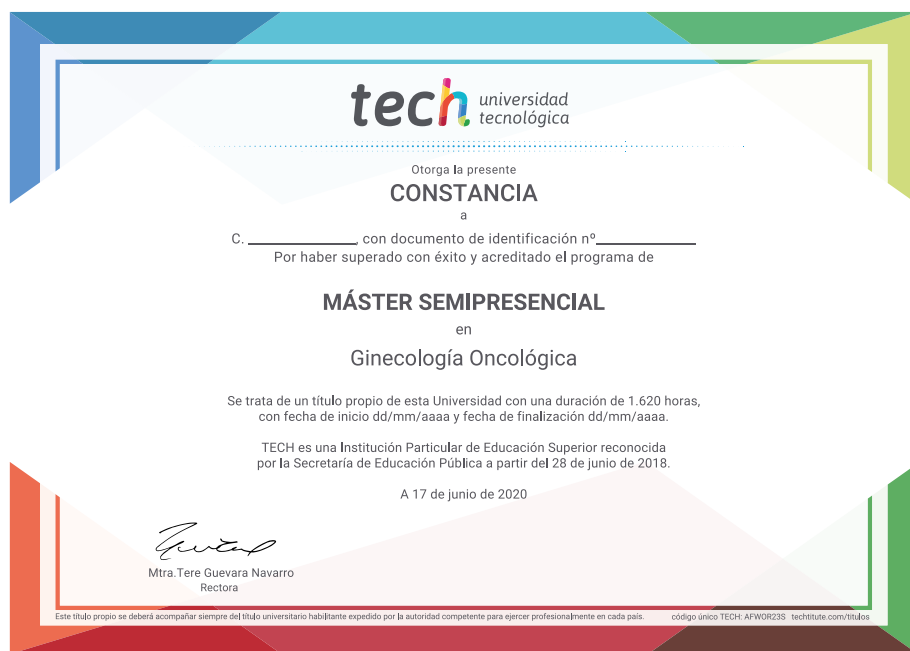 tech universidad
tecnológica
Otorga la presente
CONSTANCIA
a
C. ______________, con documento de identificación nº_____________
Por haber superado con éxito y acreditado el programa de
MÁSTER SEMIPRESENCIAL
en
Ginecología Oncológica
Se trata de un título propio de esta Universidad con una duración de 1.620 horas,
con fecha de inicio dd/mm/aaaa y fecha de finalización dd/mm/aaaa.
TECH es una Institución Particular de Educación Superior reconocida
por la Secretaría de Educación Pública a partir del 28 de junio de 2018.
A 17 de junio de 2020
Mtra.Tere Guevara Navarro
Rectora
Este título propio se deberá acompañar siempre del título universitario habilitante expedido por la autoridad competente para ejercer profesionalmente en cada país. código único TECH: AFWOR23S techtitute.com/titulos